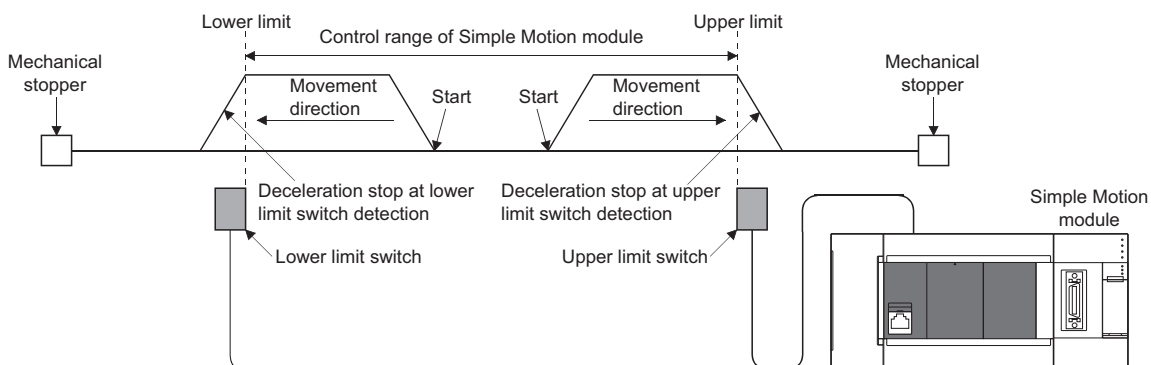 Lower limit
Upper limit
Control range of Simple Motion module
Mechanical
stopper
Movement
direction
Start
Start
Movement
direction
Mechanical
stopper
Deceleration stop at lower
limit switch detection
Deceleration stop at upper
limit switch detection
Simple Motion
module
Lower limit switch
Upper limit switch